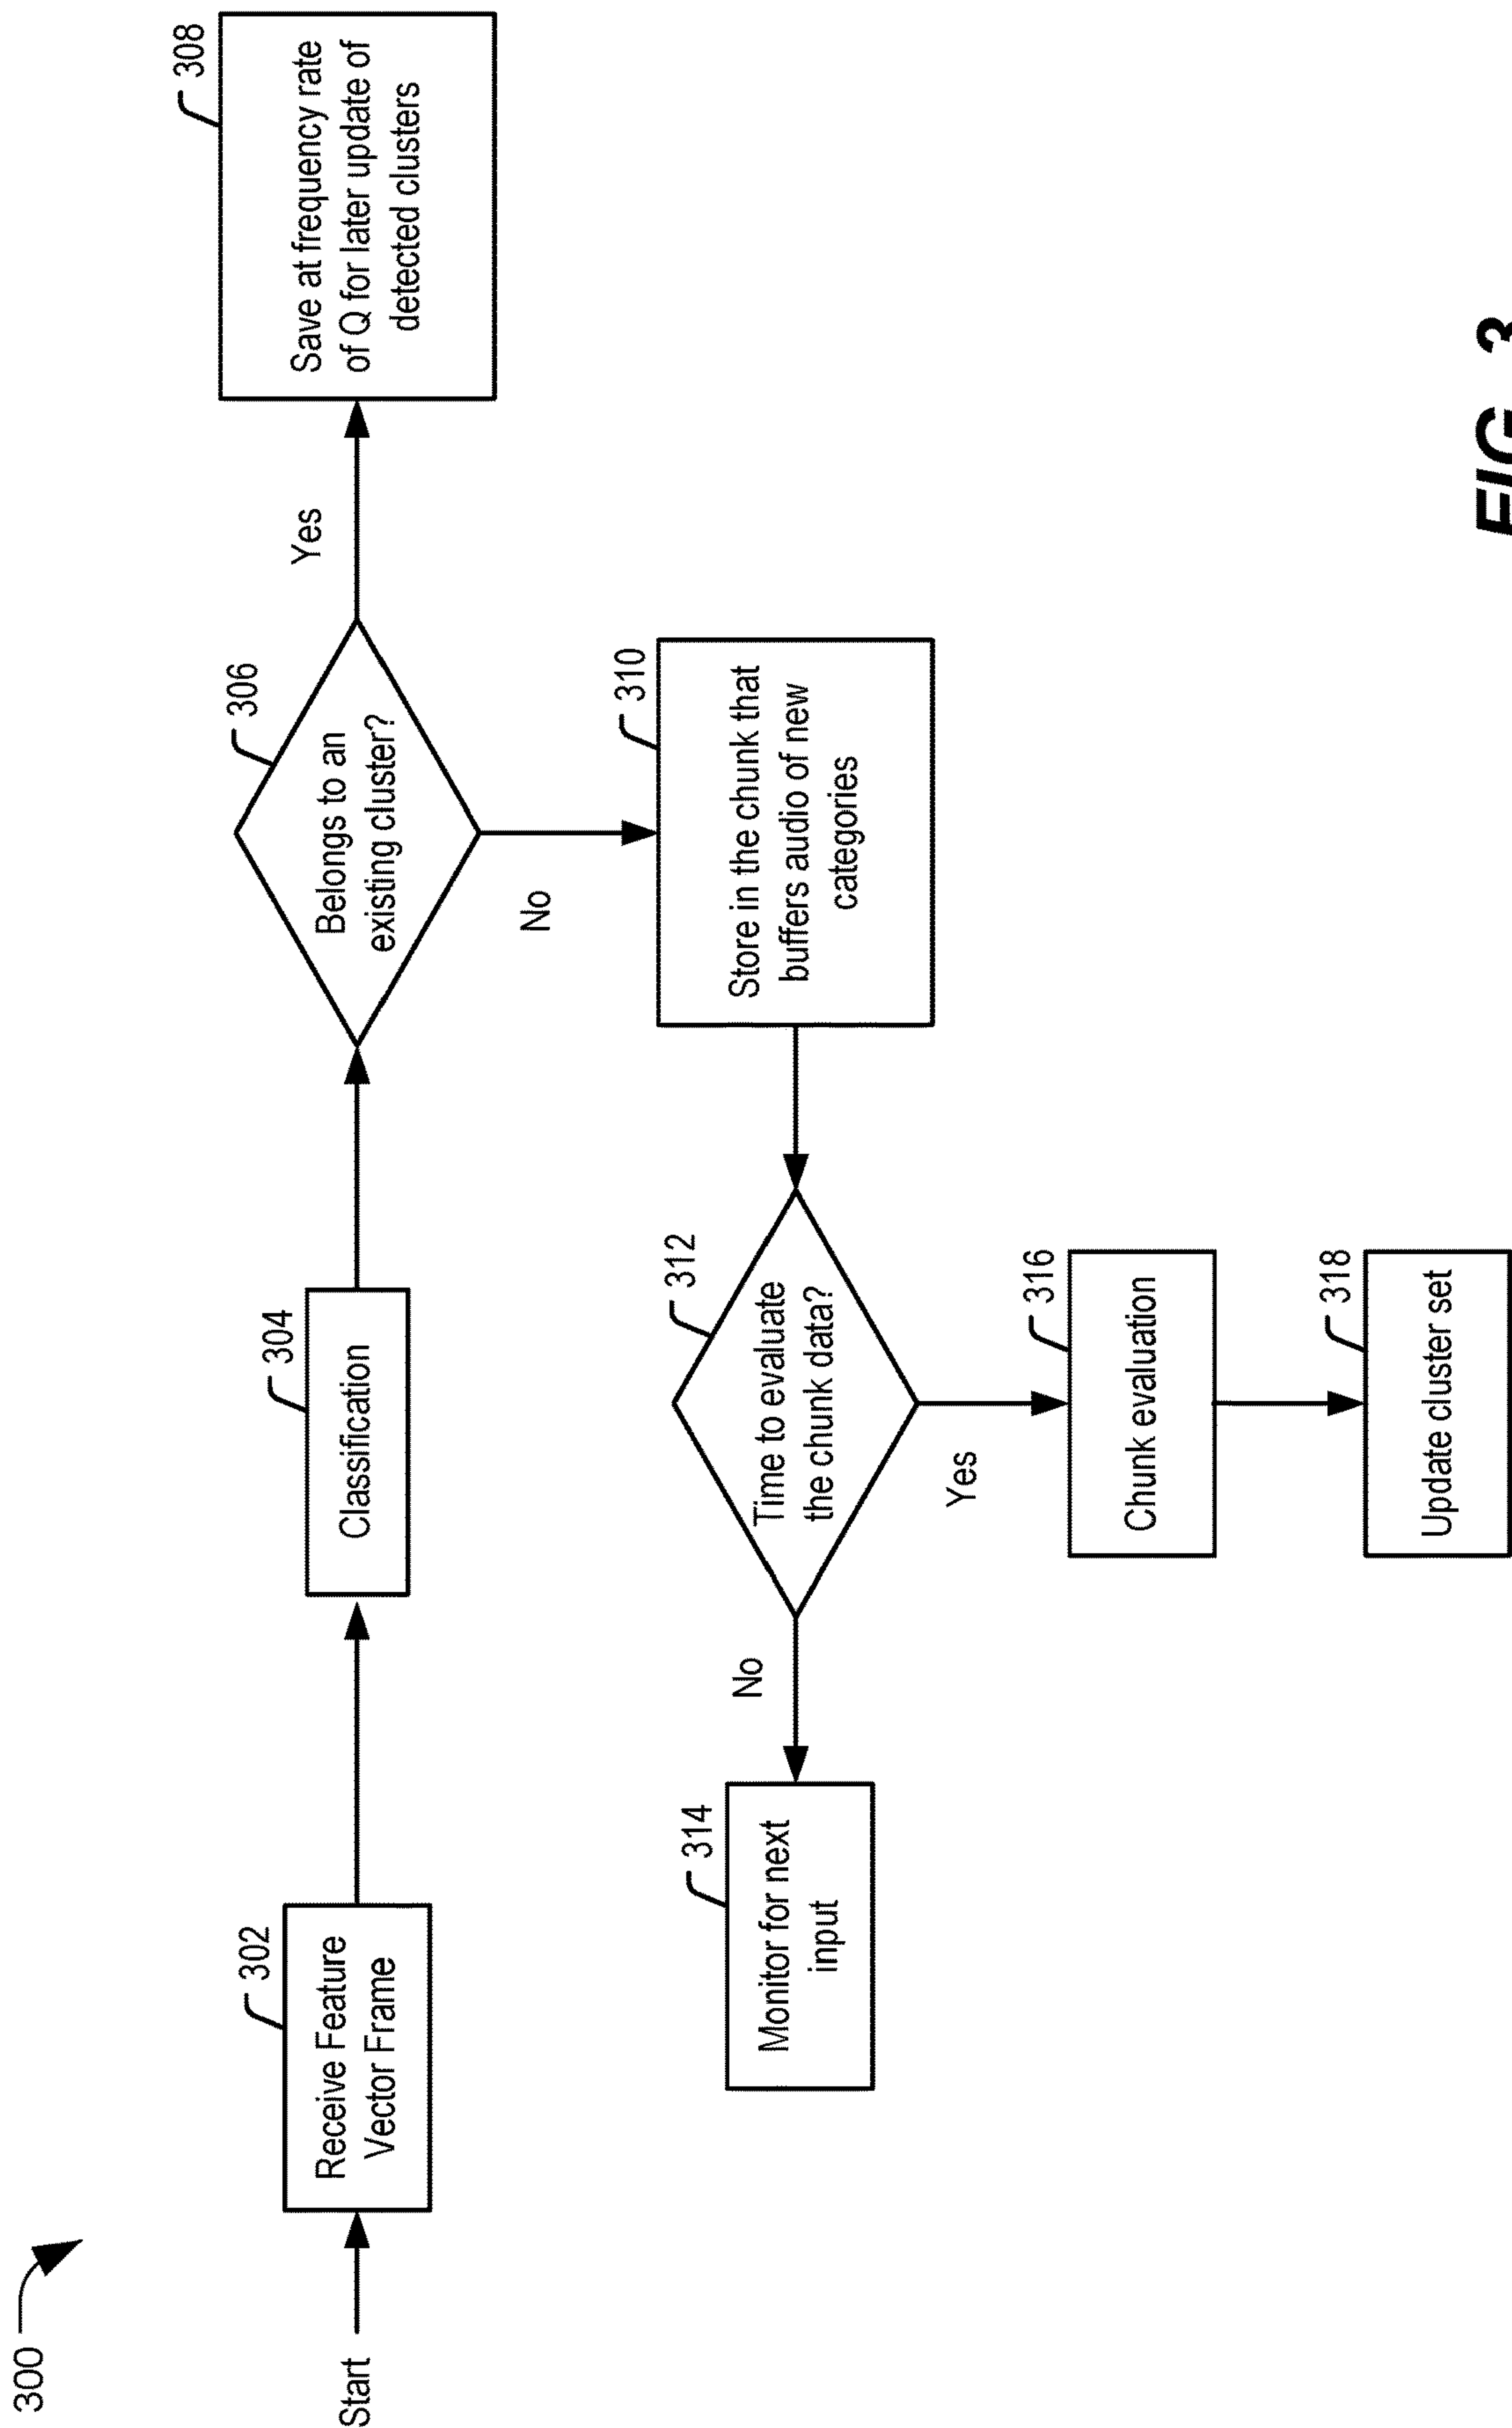 300
Start
302
Receive Feature
Vector Frame
304
Classification
306
Belongs to an
existing cluster?
Yes
308
Save at frequency rate
of Q for later update of
detected clusters
No
310
Store in the chunk that
buffers audio of new
categories
312
Time to evaluate
the chunk data?
No
314
Monitor for next
input
Yes
316
Chunk evaluation
318
Update cluster set
FIG. 3